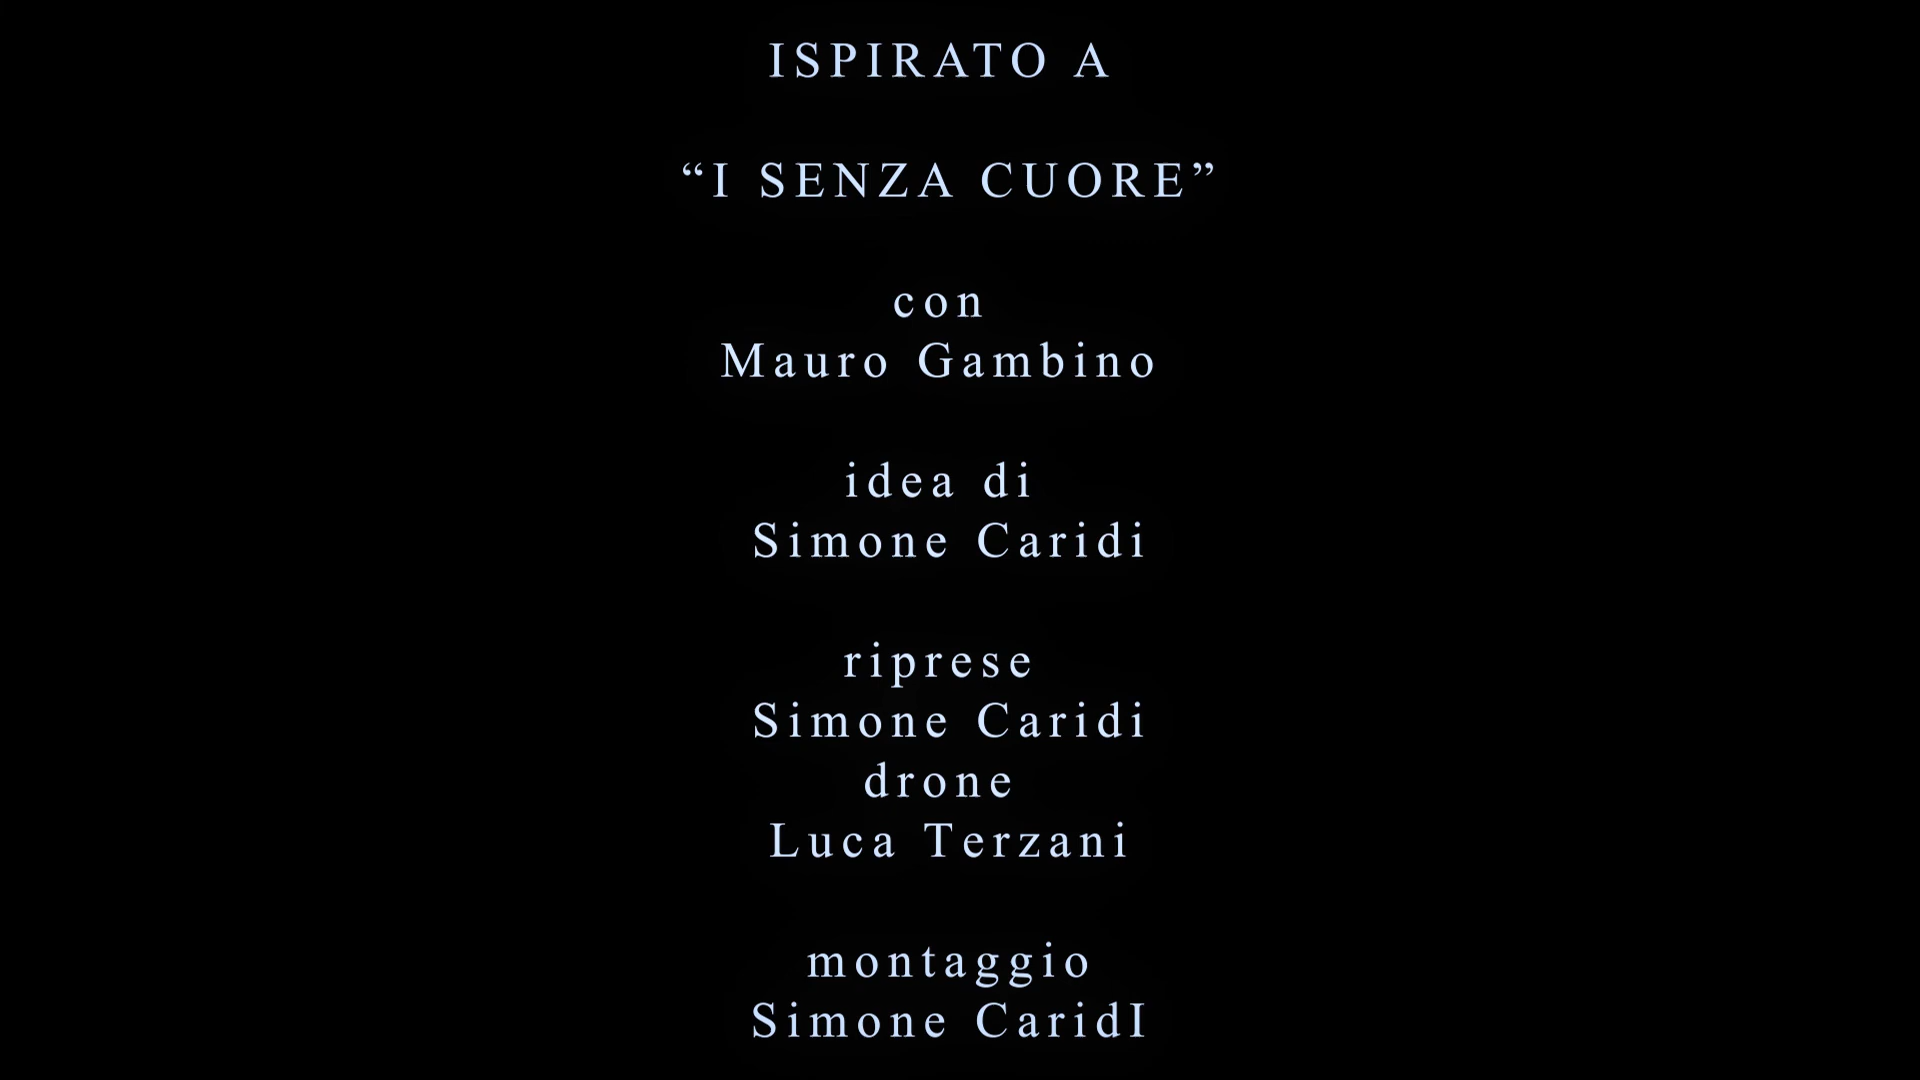 ISPIRATO A
“I SENZA CUORE”
con
Mauro Gambino
idea di
Simone Caridi
riprese
Simone Caridi
drone
Luca Terzani
montaggio
Simone CaridI